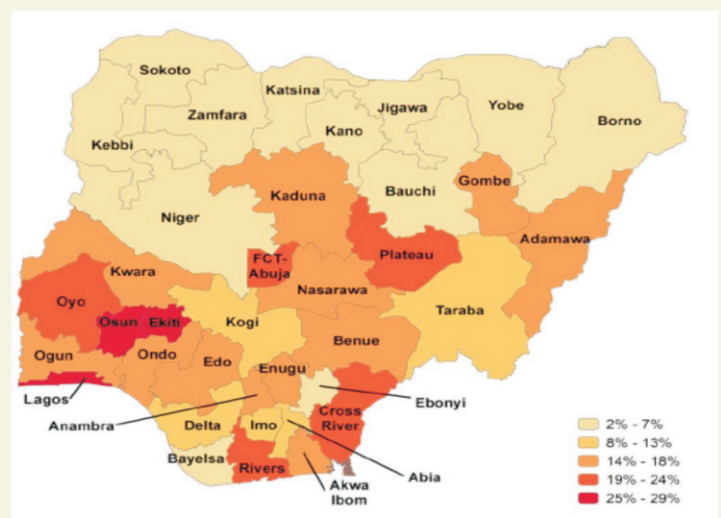 Sokoto
Katsina
Zamfara
Jigawa
Yobe
Borno
Kebbi
Kano
Kaduna
Bauchi
Gombe
Niger
Adamawa
FCT-
Abuja
Plateau
Kwara
Nasarawa
Oyo
Taraba
Osun Ekiti
Kogi
Benue
Ogun
Ondo
Edo
Enugu
Lagos
Ebonyi
Anambra
Cross
River
Delta
Imo
Bayelsa
Rivers
Abia
Akwa
Ibom
2% - 7%
8% - 13%
14% - 18%
19% - 24%
25% - 29%